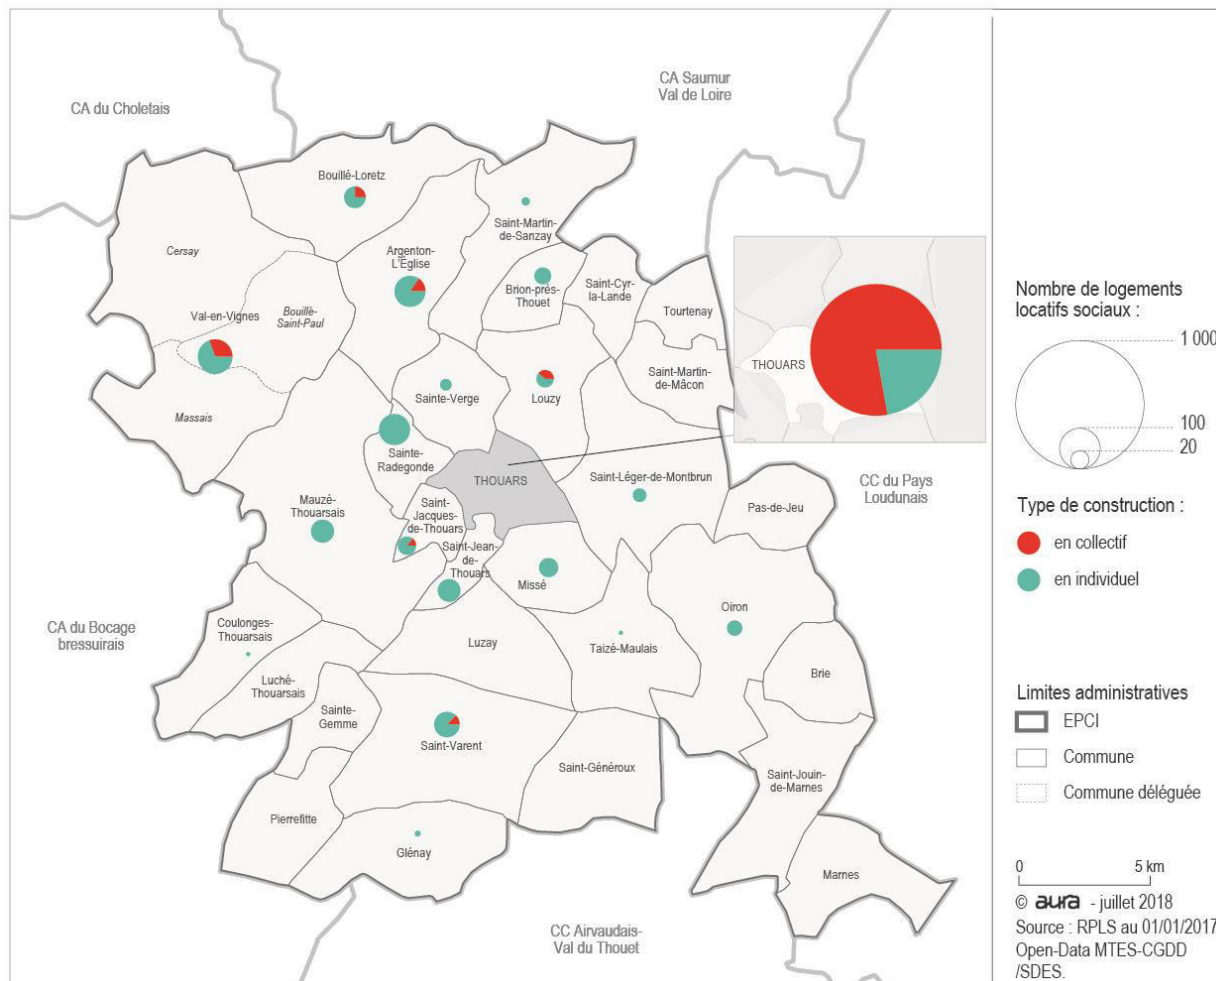 CA du Choletais
CA Saumur
Val de Loire
Bouillé-Loretz
Saint-Martin-
de-Sanzay
Cersay
Argenton-
L'Église
Brion-près-
Thouet
Saint-Cyr-
la-Lande
Tourtenay
Val-en-Vignes
Bouillé-
Saint-Paul
Massais
Sainte-Verge
Louzy
Saint-Martin-
de-Mâcon
THOUARS
Sainte-
Radegonde
THOUARS
Saint-Léger-de-Montbrun
CC du Pays
Loudunais
Mauzé-
Thouarsais
Saint-
Jacques-
de-Thouars
Pas-de-Jeu
Saint-Jean-
de-
Thouars
Missé
Oiron
CA du Bocage
bressuirais
Coulonges-
Thouarsais
Luzay
Taizé-Maulais
Brie
Luché-
Thouarsais
Sainte-
Gemme
Saint-Varent
Saint-Généroux
Saint-Jouin-
de-Marnes
Pierrefitte
Glénay
Marnes
CC Airvaudais-
Val du Thouet
Nombre de logements
locatifs sociaux :
1 000
100
20
Type de construction :
en collectif
en individuel
Limites administratives
EPCI
Commune
Commune déléguée
0 5 km
© aura - juillet 2018
Source : RPLS au 01/01/2017
Open-Data MTES-CGDD
/SDES.